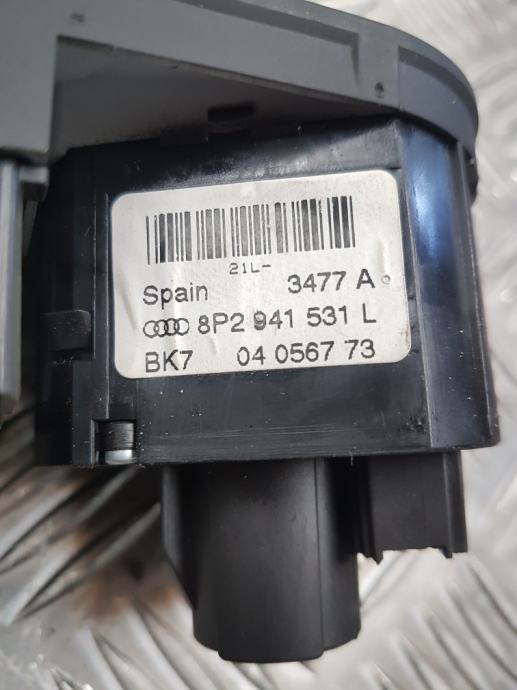 21L-
Spain 3477 A
8P2 941 531 L
BK7 04 0567 73